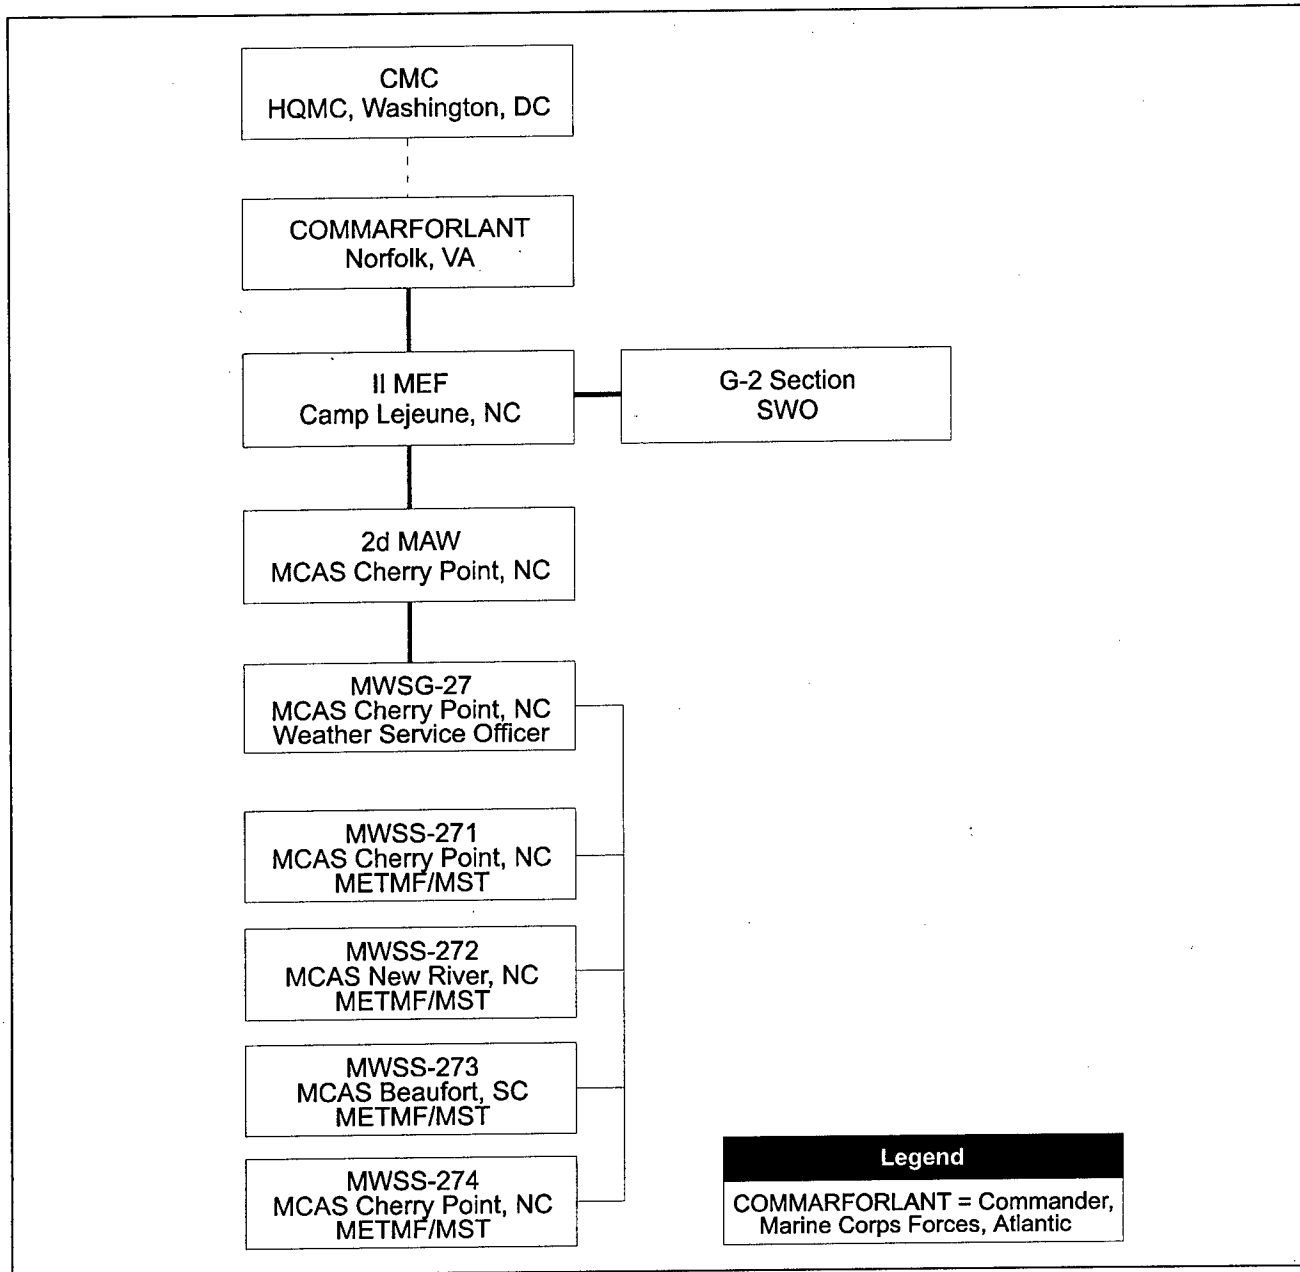 CMC
HQMC, Washington, DC
COMMARFORLANT
Norfolk, VA
II MEF
Camp Lejeune, NC
G-2 Section
SWO
2d MAW
MCAS Cherry Point, NC
MWSG-27
MCAS Cherry Point, NC
Weather Service Officer
MWSS-271
MCAS Cherry Point, NC
METMF/MST
MWSS-272
MCAS New River, NC
METMF/MST
MWSS-273
MCAS Beaufort, SC
METMF/MST
MWSS-274
MCAS Cherry Point, NC
METMF/MST
Legend
COMMARFORLANT = Commander,
Marine Corps Forces, Atlantic